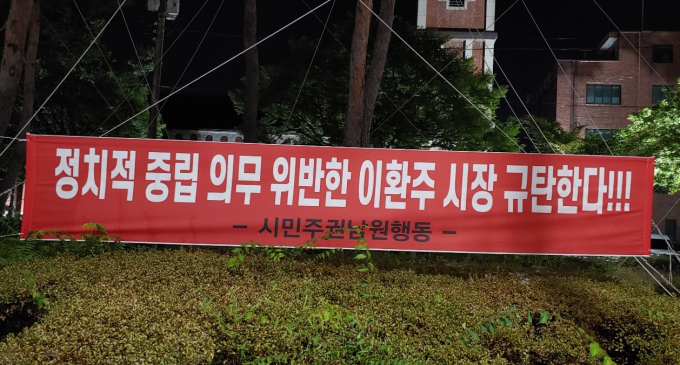 정치적 중립 의무 위반한 이환주 시장 규탄한다!!!
- 시민주권남원행동 -